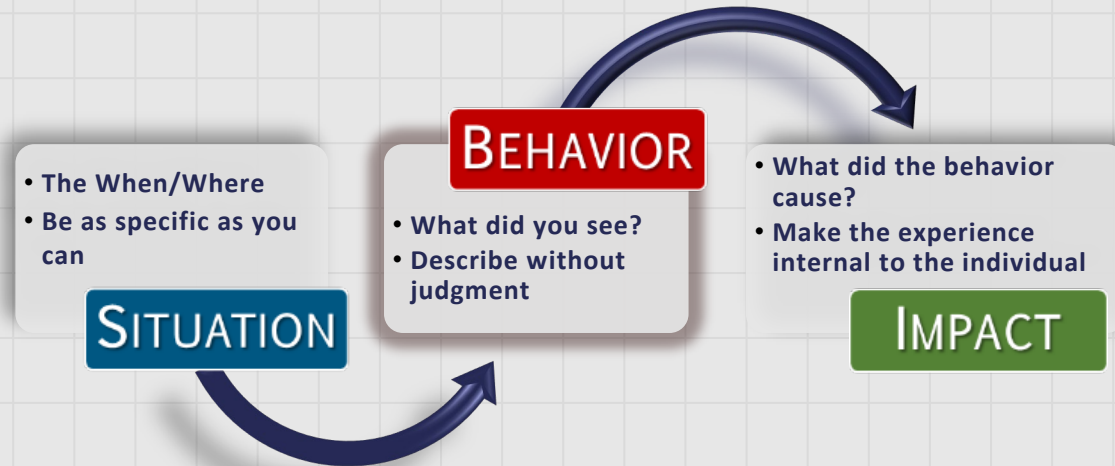 • The When/Where
• Be as specific as you
can
SITUATION
BEHAVIOR
• What did you see?
• Describe without
judgment
• What did the behavior
cause?
• Make the experience
internal to the individual
IMPACT